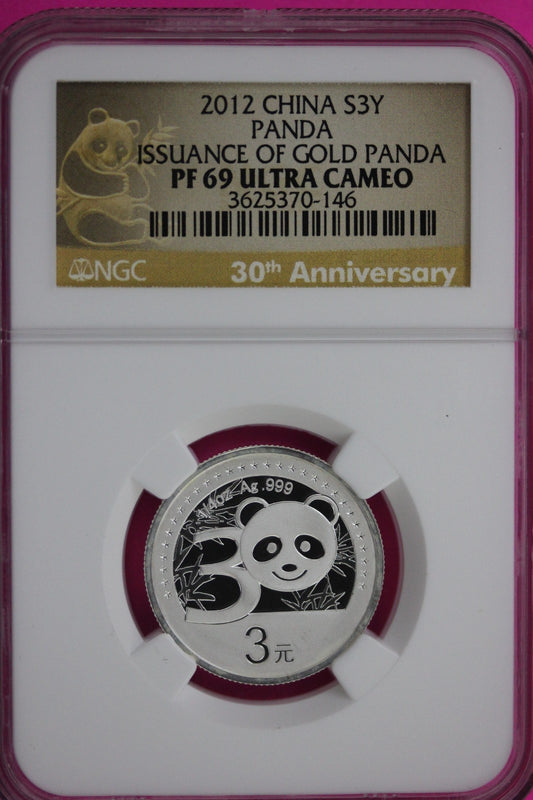 2012 CHINA S3Y
PANDA
ISSUANCE OF GOLD PANDA
PF 69 ULTRA CAMEO
3625370-146
NGC
30th Anniversary
1/4oz Ag .999
30
3元